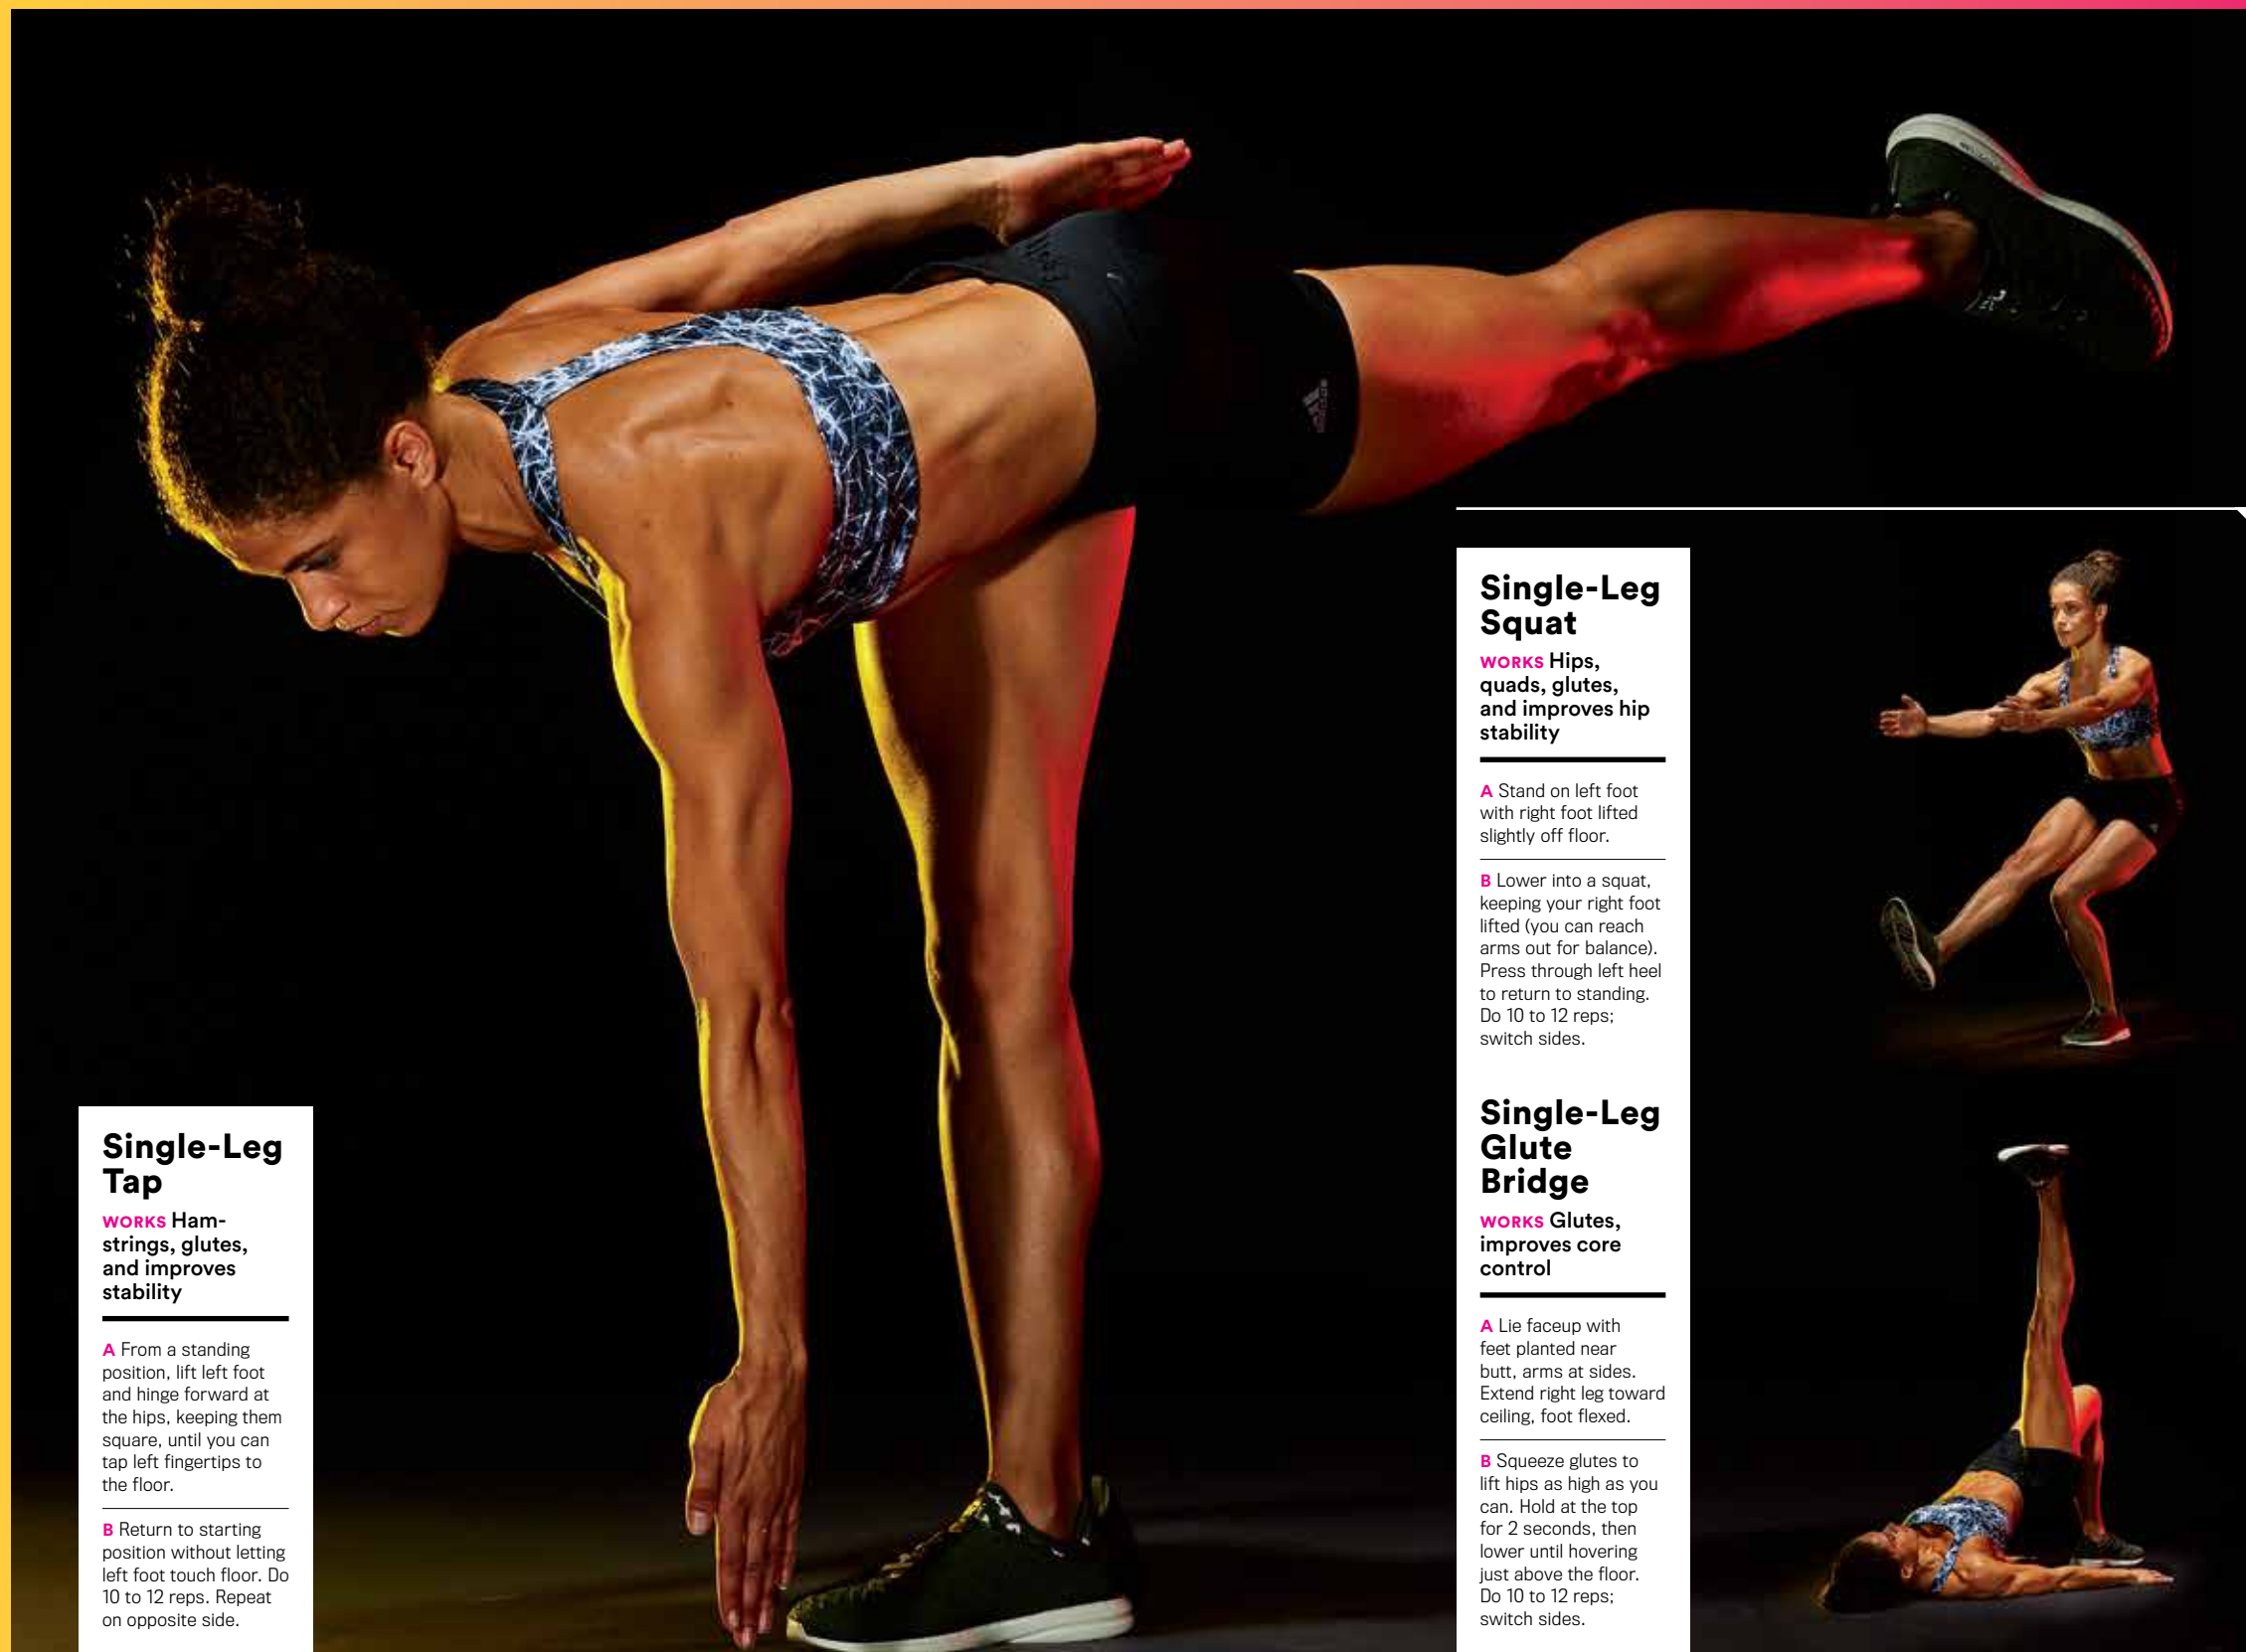 Single-Leg
Tap
WORKS Ham-
strings, glutes,
and improves
stability
A From a standing
position, lift left foot
and hinge forward at
the hips, keeping them
square, until you can
tap left fingertips to
the floor.
B Return to starting
position without letting
left foot touch floor. Do
10 to 12 reps. Repeat
on opposite side.
Single-Leg
Squat
WORKS Hips,
quads, glutes,
and improves hip
stability
A Stand on left foot
with right foot lifted
slightly off floor.
B Lower into a squat,
keeping your right foot
lifted (you can reach
arms out for balance).
Press through left heel
to return to standing.
Do 10 to 12 reps;
switch sides.
Single-Leg
Glute
Bridge
WORKS Glutes,
improves core
control
A Lie faceup with
feet planted near
butt, arms at sides.
Extend right leg toward
ceiling, foot flexed.
B Squeeze glutes to
lift hips as high as you
can. Hold at the top
for 2 seconds, then
lower until hovering
just above the floor.
Do 10 to 12 reps;
switch sides.